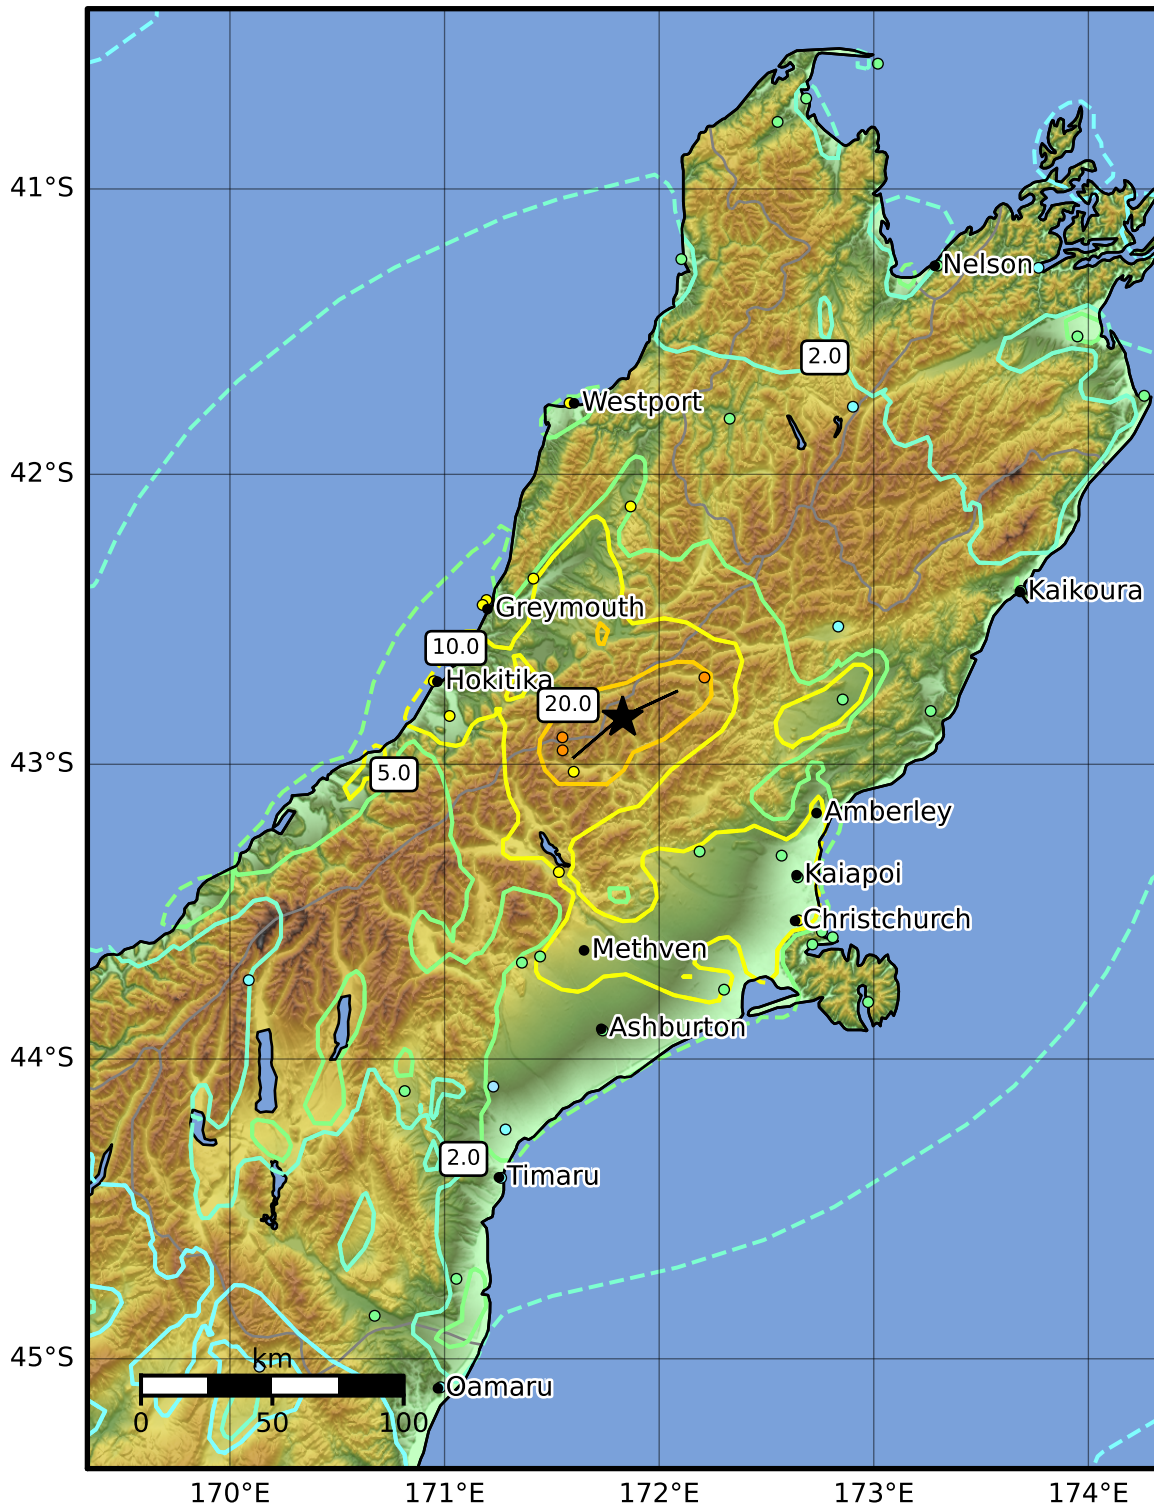 41°S
Nelson
2.0
Westport
42°S
Kaikoura
Greymouth
10.0
Hokitika
20.0
43°S
5.0
Amberley
Kaiapoi
Christchurch
Methven
Ashburton
44°S
2.0
Timaru
45°S
km
Oamaru
0 50 100
170°E 171°E 172°E 173°E 174°E